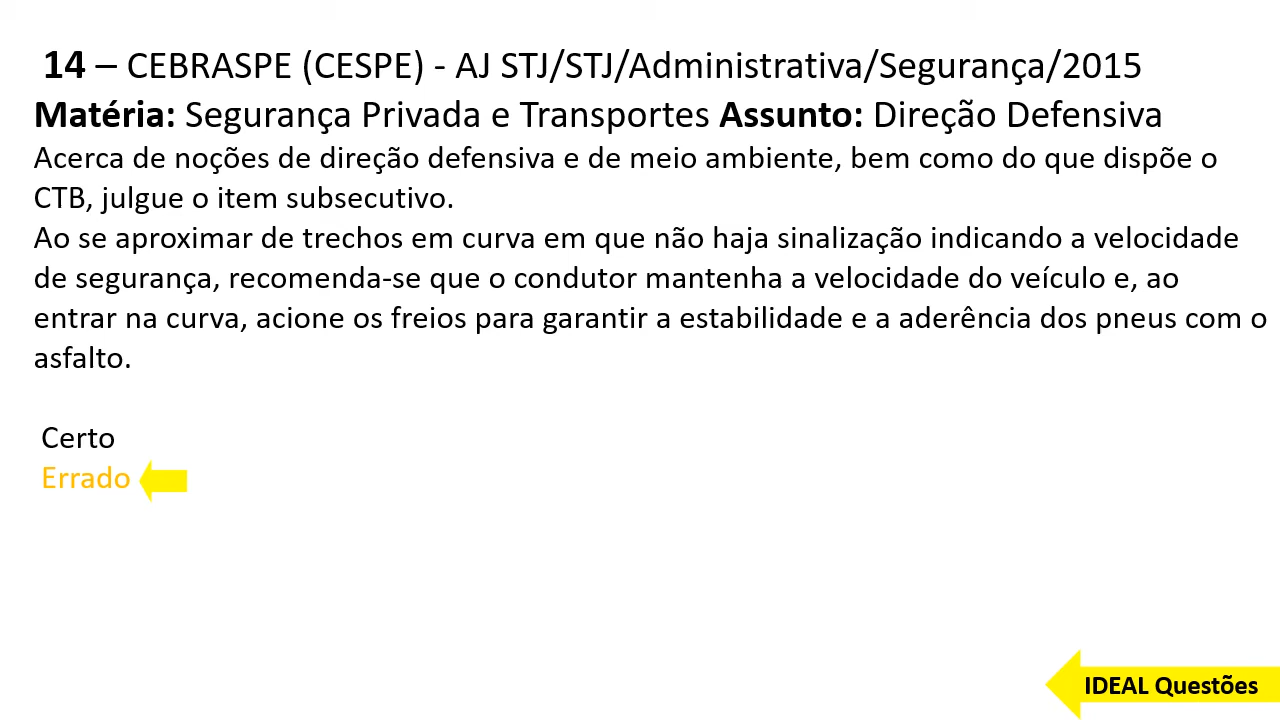 14 – CEBRASPE (CESPE) - AJ STJ/STJ/Administrativa/Segurança/2015
Matéria: Segurança Privada e Transportes Assunto: Direção Defensiva
Acerca de noções de direção defensiva e de meio ambiente, bem como do que dispõe o
CTB, julgue o item subsecutivo.
Ao se aproximar de trechos em curva em que não haja sinalização indicando a velocidade
de segurança, recomenda-se que o condutor mantenha a velocidade do veículo e, ao
entrar na curva, acione os freios para garantir a estabilidade e a aderência dos pneus com o
asfalto.
Certo
Errado
IDEAL Questões